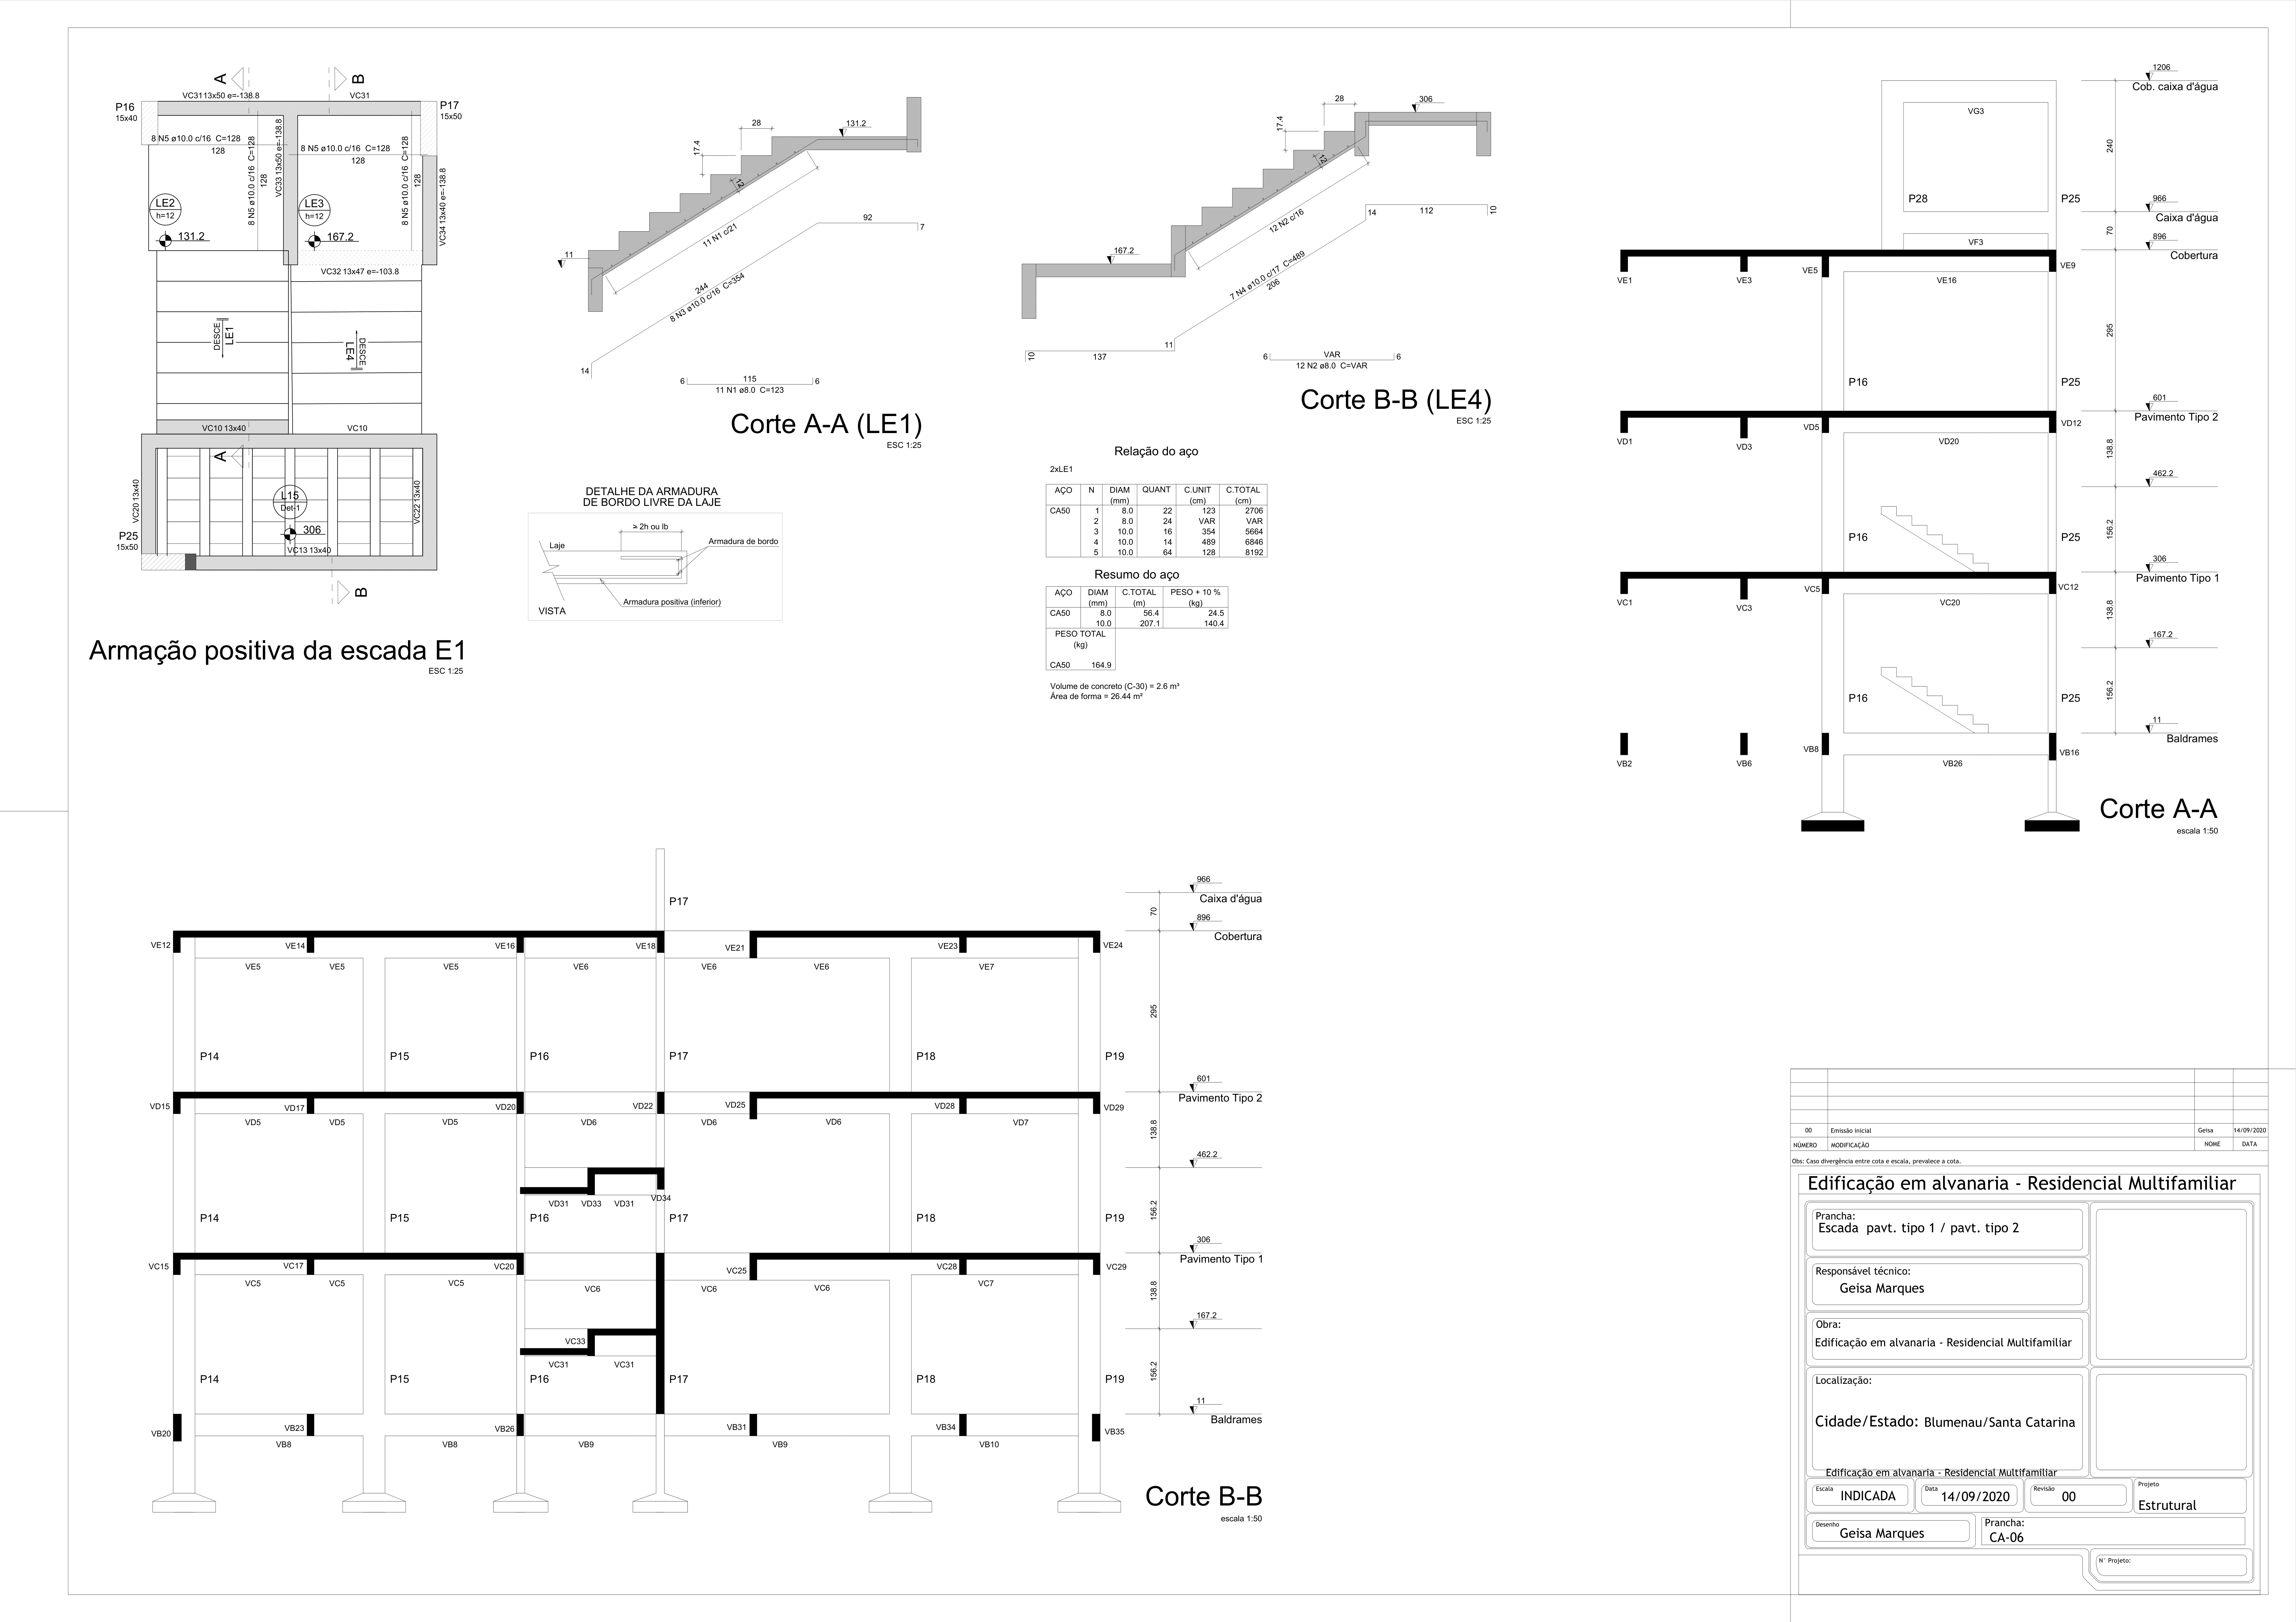 A
B
VC31 13x50 e=-138.8
VC31
P16
15x40
P17
15x50
8 N5 ø10.0 c/16 C=128
128
8 N5 ø10.0 c/16 C=128
128
8 N5 ø10.0 c/16 C=128
128
VC33 13x50 e=-138.8
8 N5 ø10.0 c/16 C=128
128
VC34 13x40 e=-138.8
LE2
h=12
131.2
LE3
h=12
167.2
VC32 13x47 e=-103.8
DESCE
LE1
DESCE
LE4
VC10 13x40
VC10
A
VC20 13x40
L15
Det-1
306
VC22 13x40
P25
15x50
VC13 13x40
B
Armação positiva da escada E1
ESC 1:25
28
131.2
17.4
12
11
11 N1 c/21
92
7
244
8 N3 ø10.0 c/16 C=354
14
6
115
6
11 N1 ø8.0 C=123
Corte A-A (LE1)
ESC 1:25
DETALHE DA ARMADURA
DE BORDO LIVRE DA LAJE
≥ 2h ou lb
Laje
Armadura de bordo
Armadura positiva (inferior)
VISTA
28
306
17.4
12
167.2
12 N2 c/16
14
112
10
7 N4 ø10.0 c/17 C=489
206
11
10
137
6
VAR
6
12 N2 ø8.0 C=VAR
Corte B-B (LE4)
ESC 1:25
Relação do aço
2xLE1
AÇO N DIAM QUANT C.UNIT C.TOTAL
(mm) (cm) (cm)
CA50 1 8.0 22 123 2706
2 8.0 24 VAR VAR
3 10.0 16 354 5664
4 10.0 14 489 6846
5 10.0 64 128 8192
Resumo do aço
AÇO DIAM C.TOTAL PESO + 10 %
(mm) (m) (kg)
CA50 8.0 56.4 24.5
10.0 207.1 140.4
PESO TOTAL
(kg)
CA50 164.9
Volume de concreto (C-30) = 2.6 m³
Área de forma = 26.44 m²
1206
Cob. caixa d'água
VG3
240
P28
P25
966
Caixa d'água
70
896
VF3
Cobertura
VE1
VE3
VE5
VE9
VE16
295
P16
P25
601
Pavimento Tipo 2
VD1
VD3
VD5
VD12
VD20
138.8
462.2
156.2
P16
P25
306
Pavimento Tipo 1
VC1
VC3
VC5
VC12
VC20
138.8
167.2
156.2
P16
P25
11
Baldrames
VB2
VB6
VB8
VB16
VB26
Corte A-A
escala 1:50
P17
966
Caixa d'água
70
896
Cobertura
VE12
VE14
VE16
VE18
VE21
VE23
VE24
VE5
VE5
VE5
VE6
VE6
VE6
VE7
295
P14
P15
P16
P17
P18
P19
601
Pavimento Tipo 2
VD15
VD17
VD20
VD22
VD25
VD28
VD29
VD5
VD5
VD5
VD6
VD6
VD6
VD7
138.8
462.2
VD31
VD33
VD31
VD34
156.2
P14
P15
P16
P17
P18
P19
306
Pavimento Tipo 1
VC15
VC17
VC20
VC25
VC28
VC29
VC5
VC5
VC5
VC6
VC6
VC6
VC7
138.8
167.2
VC33
VC31
VC31
156.2
P14
P15
P16
P17
P18
P19
11
Baldrames
VB20
VB23
VB26
VB31
VB34
VB35
VB8
VB8
VB9
VB9
VB10
Corte B-B
escala 1:50
00 Emissão inicial Geisa 14/09/2020
NÚMERO MODIFICAÇÃO NOME DATA
Obs: Caso divergência entre cota e escala, prevalece a cota.
Edificação em alvanaria - Residencial Multifamiliar
Prancha:
Escada pavt. tipo 1 / pavt. tipo 2
Responsável técnico:
Geisa Marques
Obra:
Edificação em alvanaria - Residencial Multifamiliar
Localização:
Cidade/Estado: Blumenau/Santa Catarina
Edificação em alvanaria - Residencial Multifamiliar
Escala
INDICADA
Data
14/09/2020
Revisão
00
Projeto
Estrutural
Desenho
Geisa Marques
Prancha:
CA-06
N° Projeto: